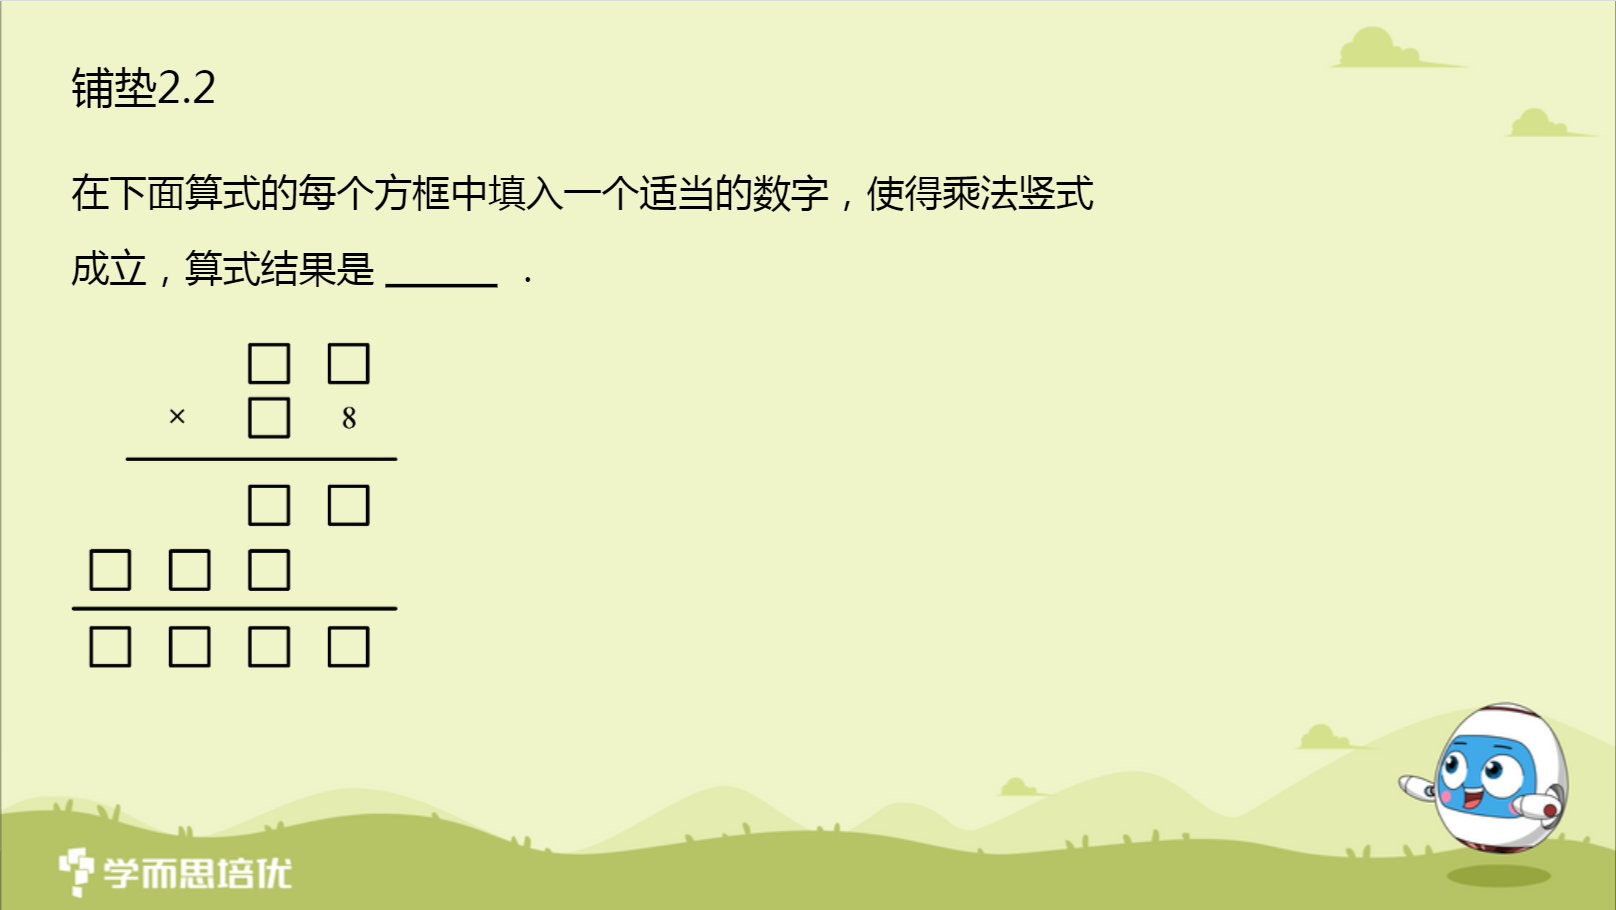 铺垫2.2
在下面算式的每个方框中填入一个适当的数字，使得乘法竖式
成立，算式结果是 ______ .
□ □
× □ 8
□ □
□ □ □
□ □ □ □
学而思培优